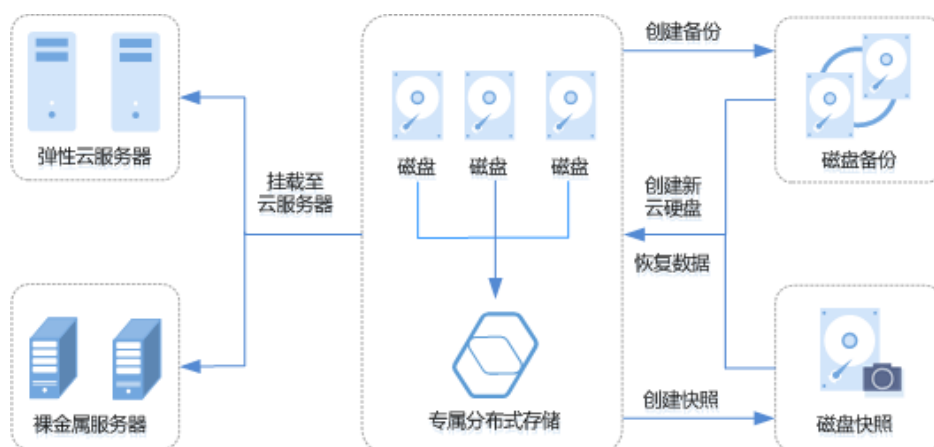 弹性云服务器
裸金属服务器
挂载至
云服务器
磁盘
磁盘
磁盘
专属分布式存储
创建备份
创建新
云硬盘
恢复数据
创建快照
磁盘备份
磁盘快照